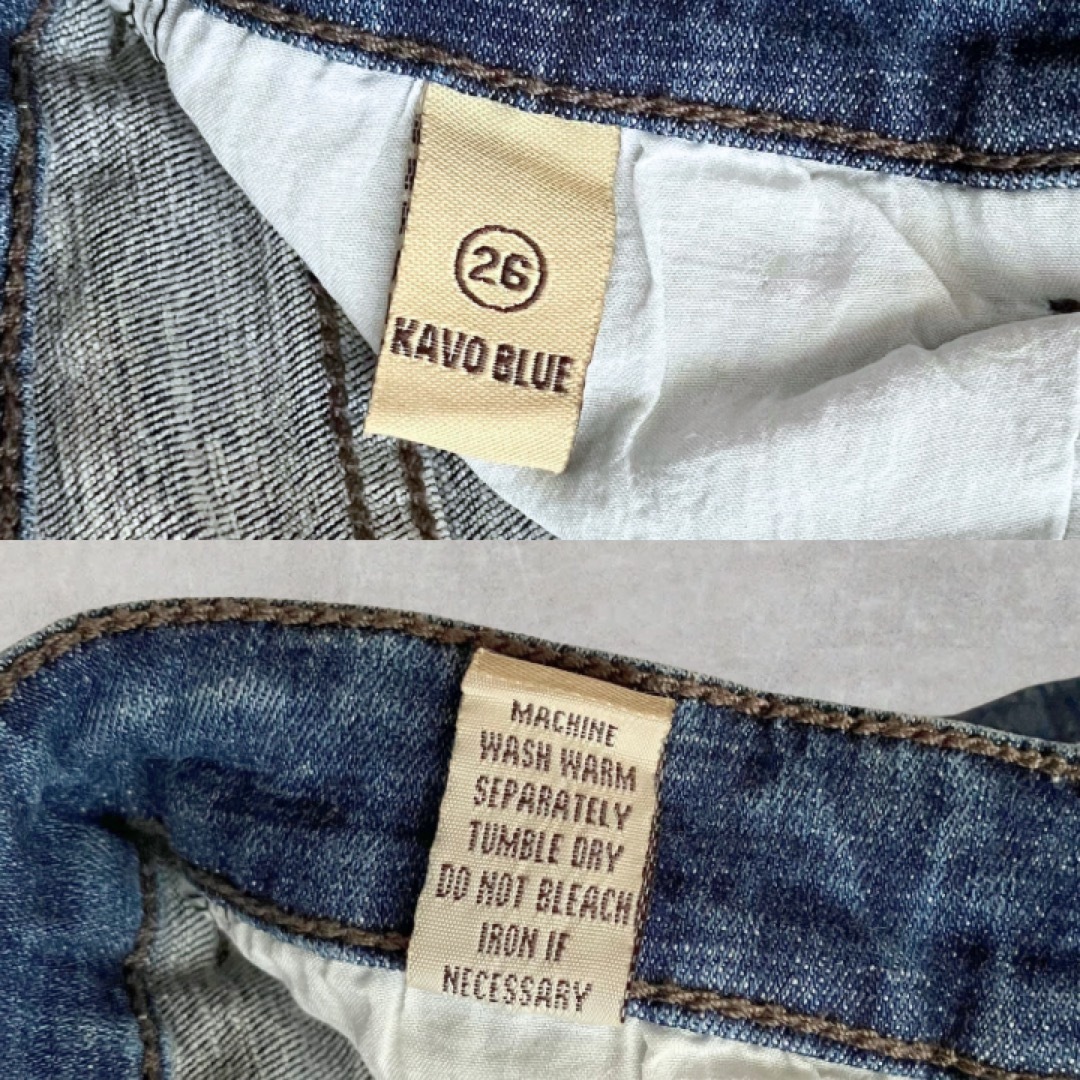 26
KAVO BLUE
MACHINE
WASH WARM
SEPARATELY
TUMBLE DRY
DO NOT BLEACH
IRON IF
NECESSARY